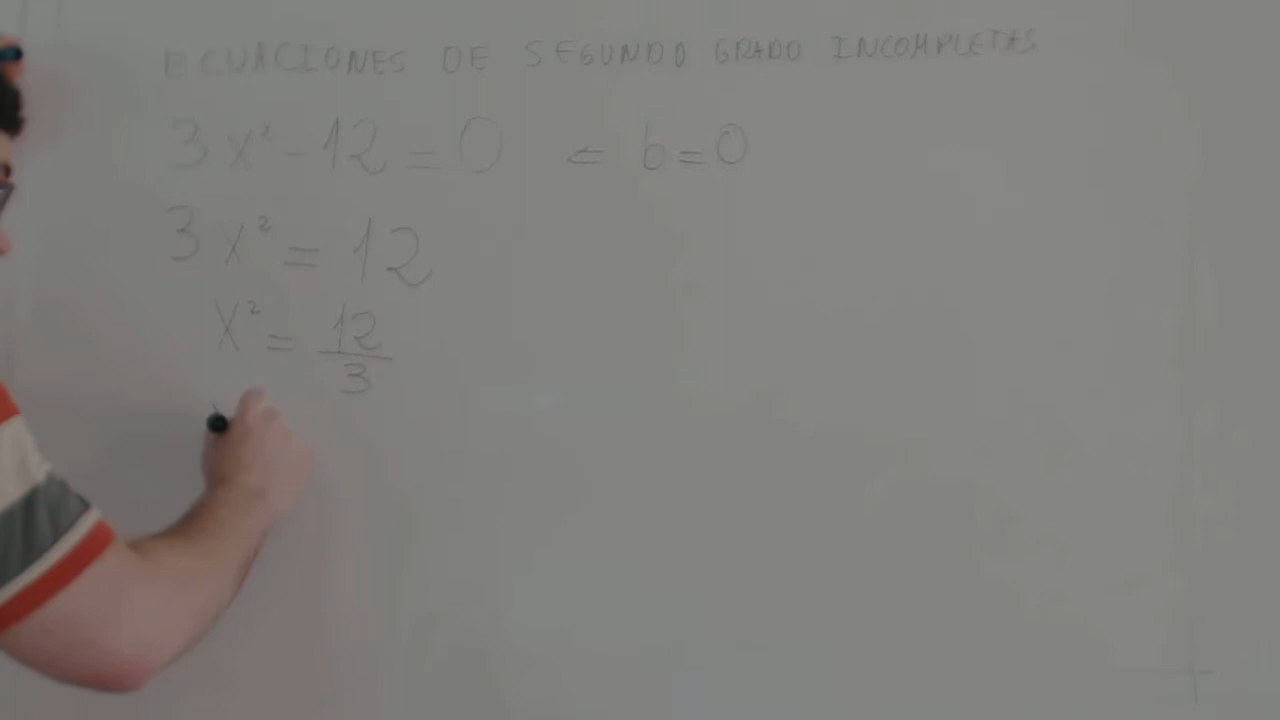 ECUACIONES DE SEGUNDO GRADO INCOMPLETAS
3x² - 12 = 0 ← b = 0
3x² = 12
x² = 12/3